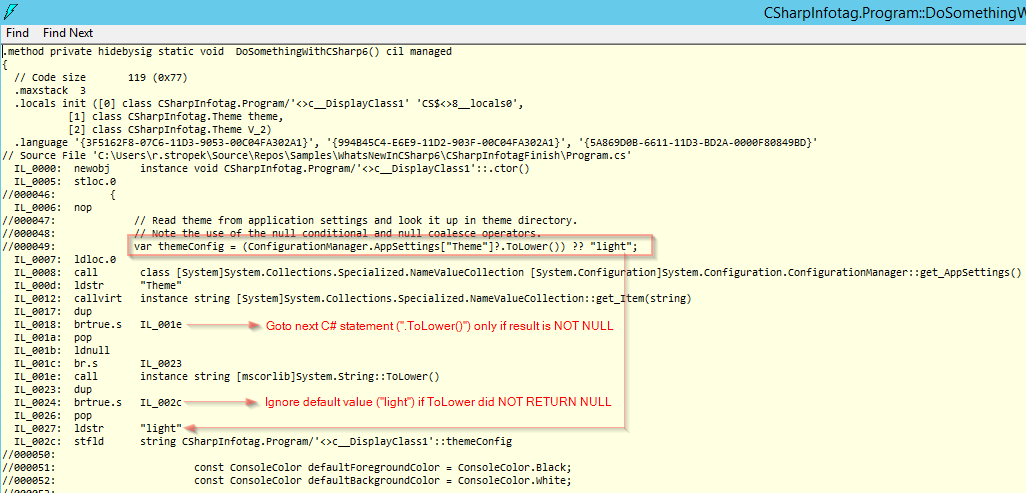 CSharpInfotag.Program::DoSomethingW
Find Find Next
.method private hidebysig static void  DoSomethingWithCSharp6() cil managed
{
  // Code size       119 (0x77)
  .maxstack  3
  .locals init ([0] class CSharpInfotag.Program/'<>c__DisplayClass1' 'CS$<>8__locals0',
           [1] class CSharpInfotag.Theme theme,
           [2] class CSharpInfotag.Theme V_2)
  .language '{3F5162F8-07C6-11D3-9053-00C04FA302A1}', '{994B45C4-E6E9-11D2-903F-00C04FA302A1}', '{5A869D0B-6611-11D3-BD2A-0000F80849BD}'
// Source File 'C:\Users\r.stropek\Source\Repos\Samples\WhatsNewInCSharp6\CSharpInfotagFinish\Program.cs'
  IL_0000:  newobj     instance void CSharpInfotag.Program/'<>c__DisplayClass1'::.ctor()
  IL_0005:  stloc.0
//000046:         {
  IL_0006:  nop
//000047:             // Read theme from application settings and look it up in theme directory.
//000048:             // Note the use of the null conditional and null coalesce operators.
//000049:             var themeConfig = (ConfigurationManager.AppSettings["Theme"]?.ToLower()) ?? "light";
  IL_0007:  ldloc.0
  IL_0008:  call       class [System]System.Collections.Specialized.NameValueCollection [System.Configuration]System.Configuration.ConfigurationManager::get_AppSettings()
  IL_000d:  ldstr      "Theme"
  IL_0012:  callvirt   instance string [System]System.Collections.Specialized.NameValueCollection::get_Item(string)
  IL_0017:  dup
  IL_0018:  brtrue.s   IL_001e Goto next C# statement (".ToLower()") only if result is NOT NULL
  IL_001a:  pop
  IL_001b:  ldnull
  IL_001c:  br.s       IL_0023
  IL_001e:  call       instance string [mscorlib]System.String::ToLower()
  IL_0023:  dup
  IL_0024:  brtrue.s   IL_002c Ignore default value ("light") if ToLower did NOT RETURN NULL
  IL_0026:  pop
  IL_0027:  ldstr      "light"
  IL_002c:  stfld      string CSharpInfotag.Program/'<>c__DisplayClass1'::themeConfig
//000050:
//000051:                     const ConsoleColor defaultForegroundColor = ConsoleColor.Black;
//000052:                     const ConsoleColor defaultBackgroundColor = ConsoleColor.White;